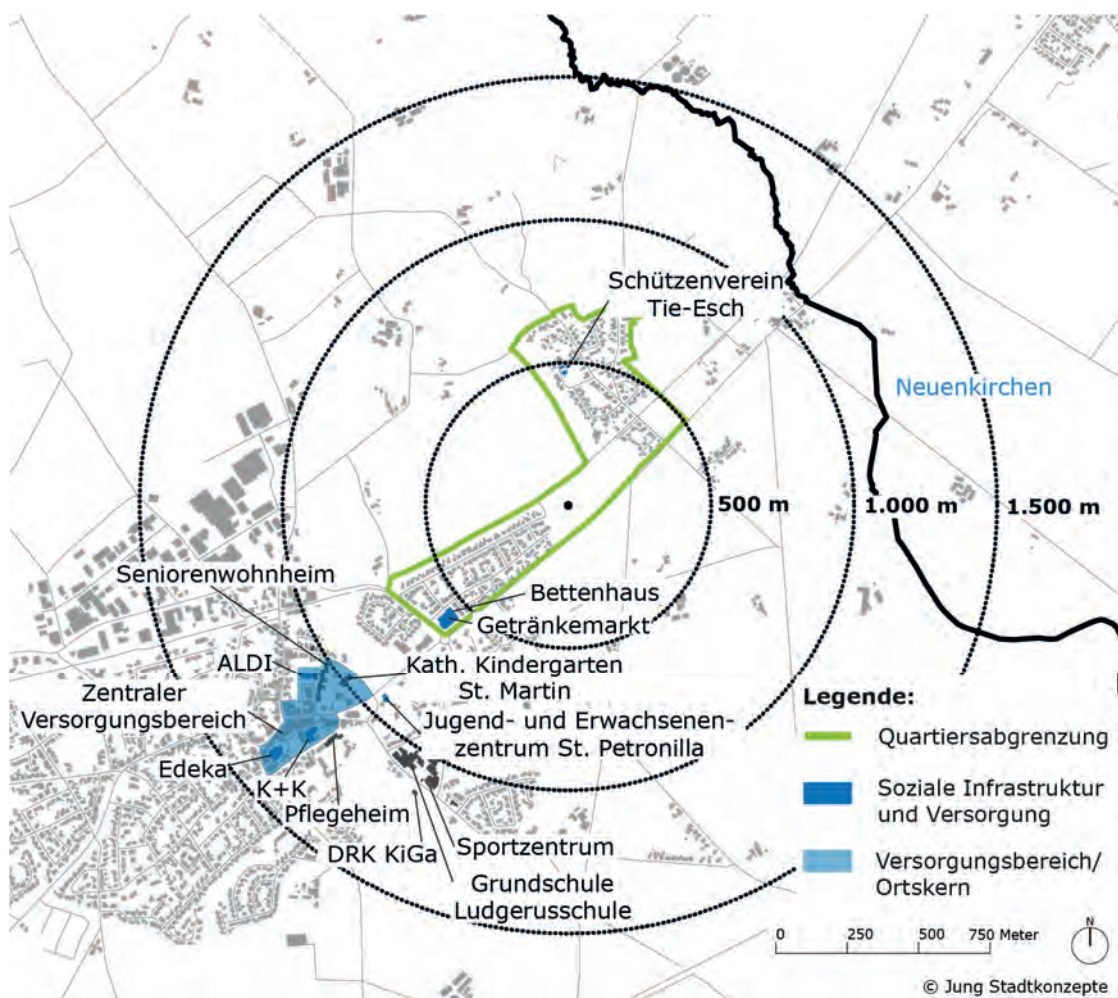 Schützenverein
Tie-Esch
Neuenkirchen
500 m
1.000 m
1.500 m
Seniorenwohnheim
Bettenhaus
Getränkemarkt
ALDI
Kath. Kindergarten
St. Martin
Zentraler
Versorgungsbereich
Jugend- und Erwachsenen-
zentrum St. Petronilla
Edeka
K+K
Pflegeheim
DRK KiGa
Sportzentrum
Grundschule
Ludgerusschule
Legende:
Quartiersabgrenzung
Soziale Infrastruktur
und Versorgung
Versorgungsbereich/
Ortskern
0 250 500 750 Meter
N
© Jung Stadtkonzepte